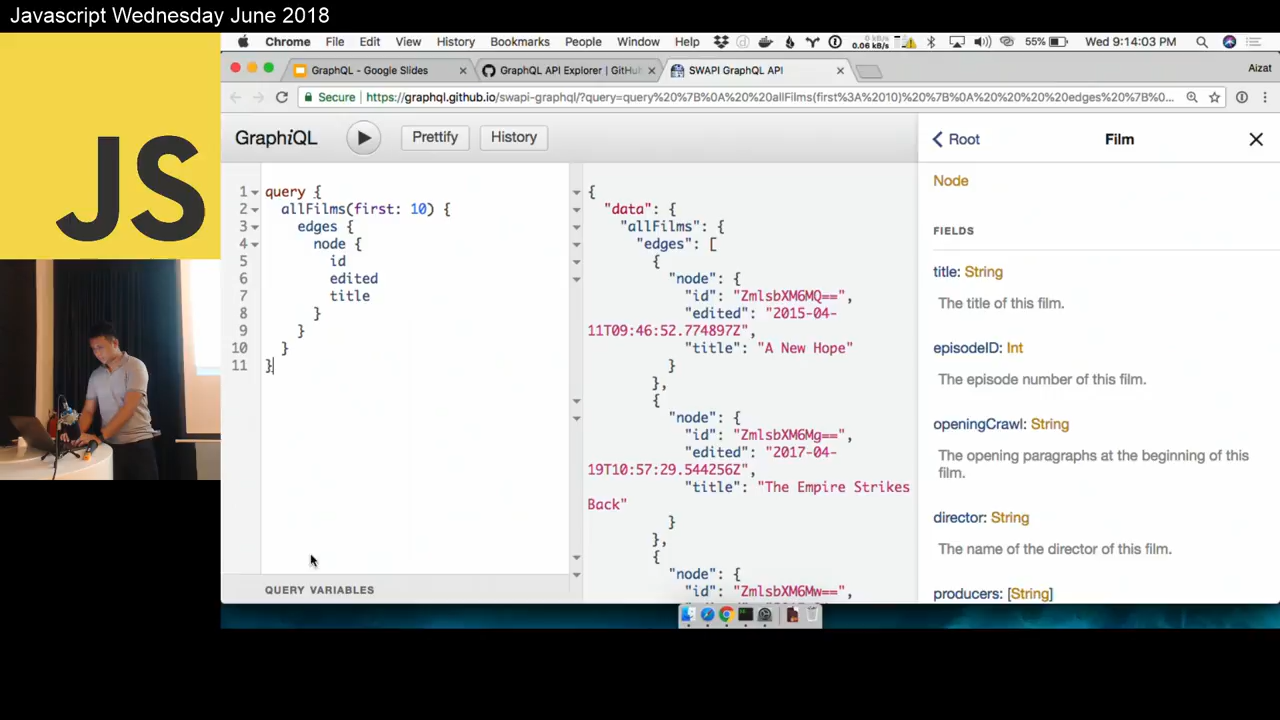 Javascript Wednesday June 2018
JS
Chrome File Edit View History Bookmarks People Window Help
0 kB/s
0.06 kB/s
55% Wed 9:14:03 PM
GraphQL - Google Slides
GraphQL API Explorer | GitHub
SWAPI GraphQL API
Aizat
Secure https://graphql.github.io/swapi-graphql/?query=query%20%7B%0A%20%20allFilms(first%3A%2010)%20%7B%0A%20%20%20%20edges%20%7B%0...
GraphiQL
Prettify
History
1 query {
2 allFilms(first: 10) {
3 edges {
4 node {
5 id
6 edited
7 title
8 }
9 }
10 }
11 }
QUERY VARIABLES
{
"data": {
"allFilms": {
"edges": [
{
"node": {
"id": "ZmlsbXM6MQ==",
"edited": "2015-04-
11T09:46:52.774897Z",
"title": "A New Hope"
}
},
{
"node": {
"id": "ZmlsbXM6Mg==",
"edited": "2017-04-
19T10:57:29.544256Z",
"title": "The Empire Strikes
Back"
}
},
{
"node": {
"id": "ZmlsbXM6Mw==",
Root
Film
Node
FIELDS
title: String
The title of this film.
episodeID: Int
The episode number of this film.
openingCrawl: String
The opening paragraphs at the beginning of this
film.
director: String
The name of the director of this film.
producers: [String]